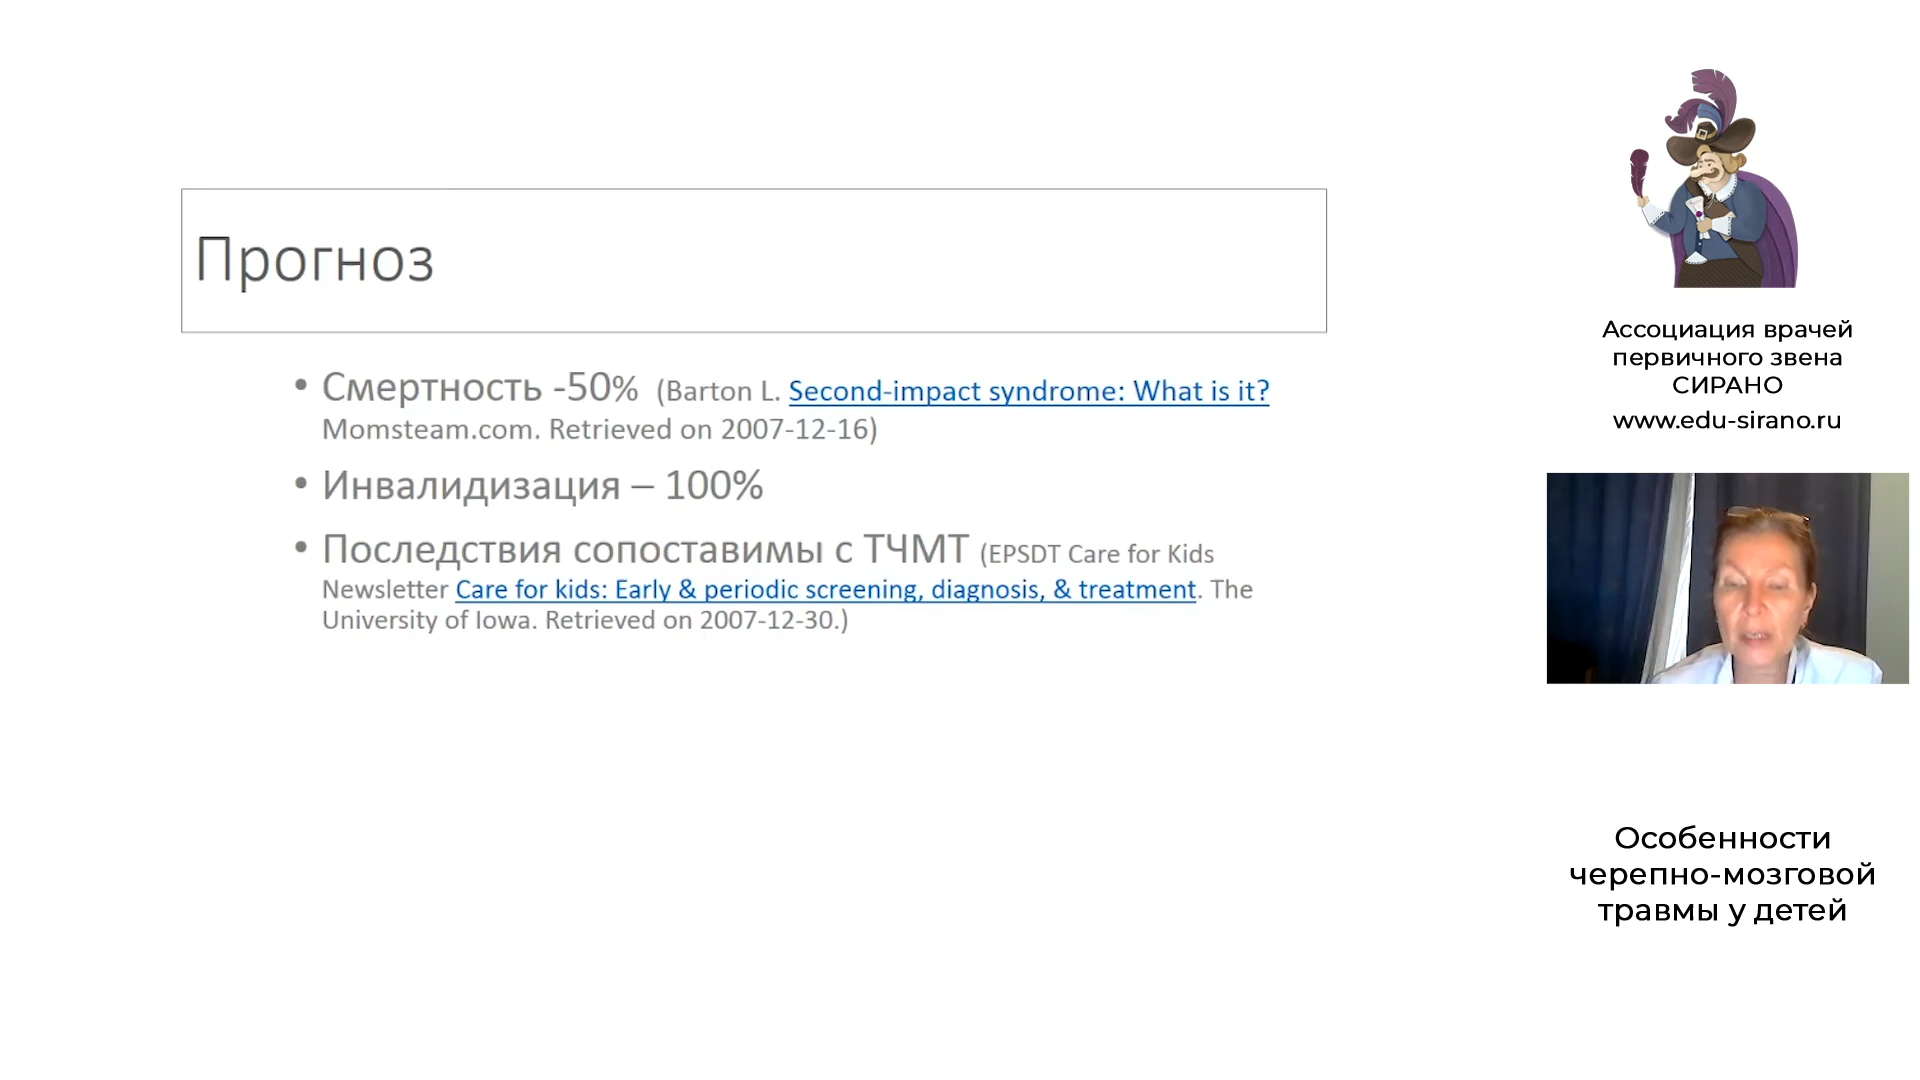 Прогноз
• Смертность -50% (Barton L. Second-impact syndrome: What is it?
Momsteam.com. Retrieved on 2007-12-16)
• Инвалидизация – 100%
• Последствия сопоставимы с ТЧМТ (EPSDT Care for Kids
Newsletter Care for kids: Early & periodic screening, diagnosis, & treatment. The
University of Iowa. Retrieved on 2007-12-30.)
Ассоциация врачей
первичного звена
СИРАНО
www.edu-sirano.ru
Особенности
черепно-мозговой
травмы у детей